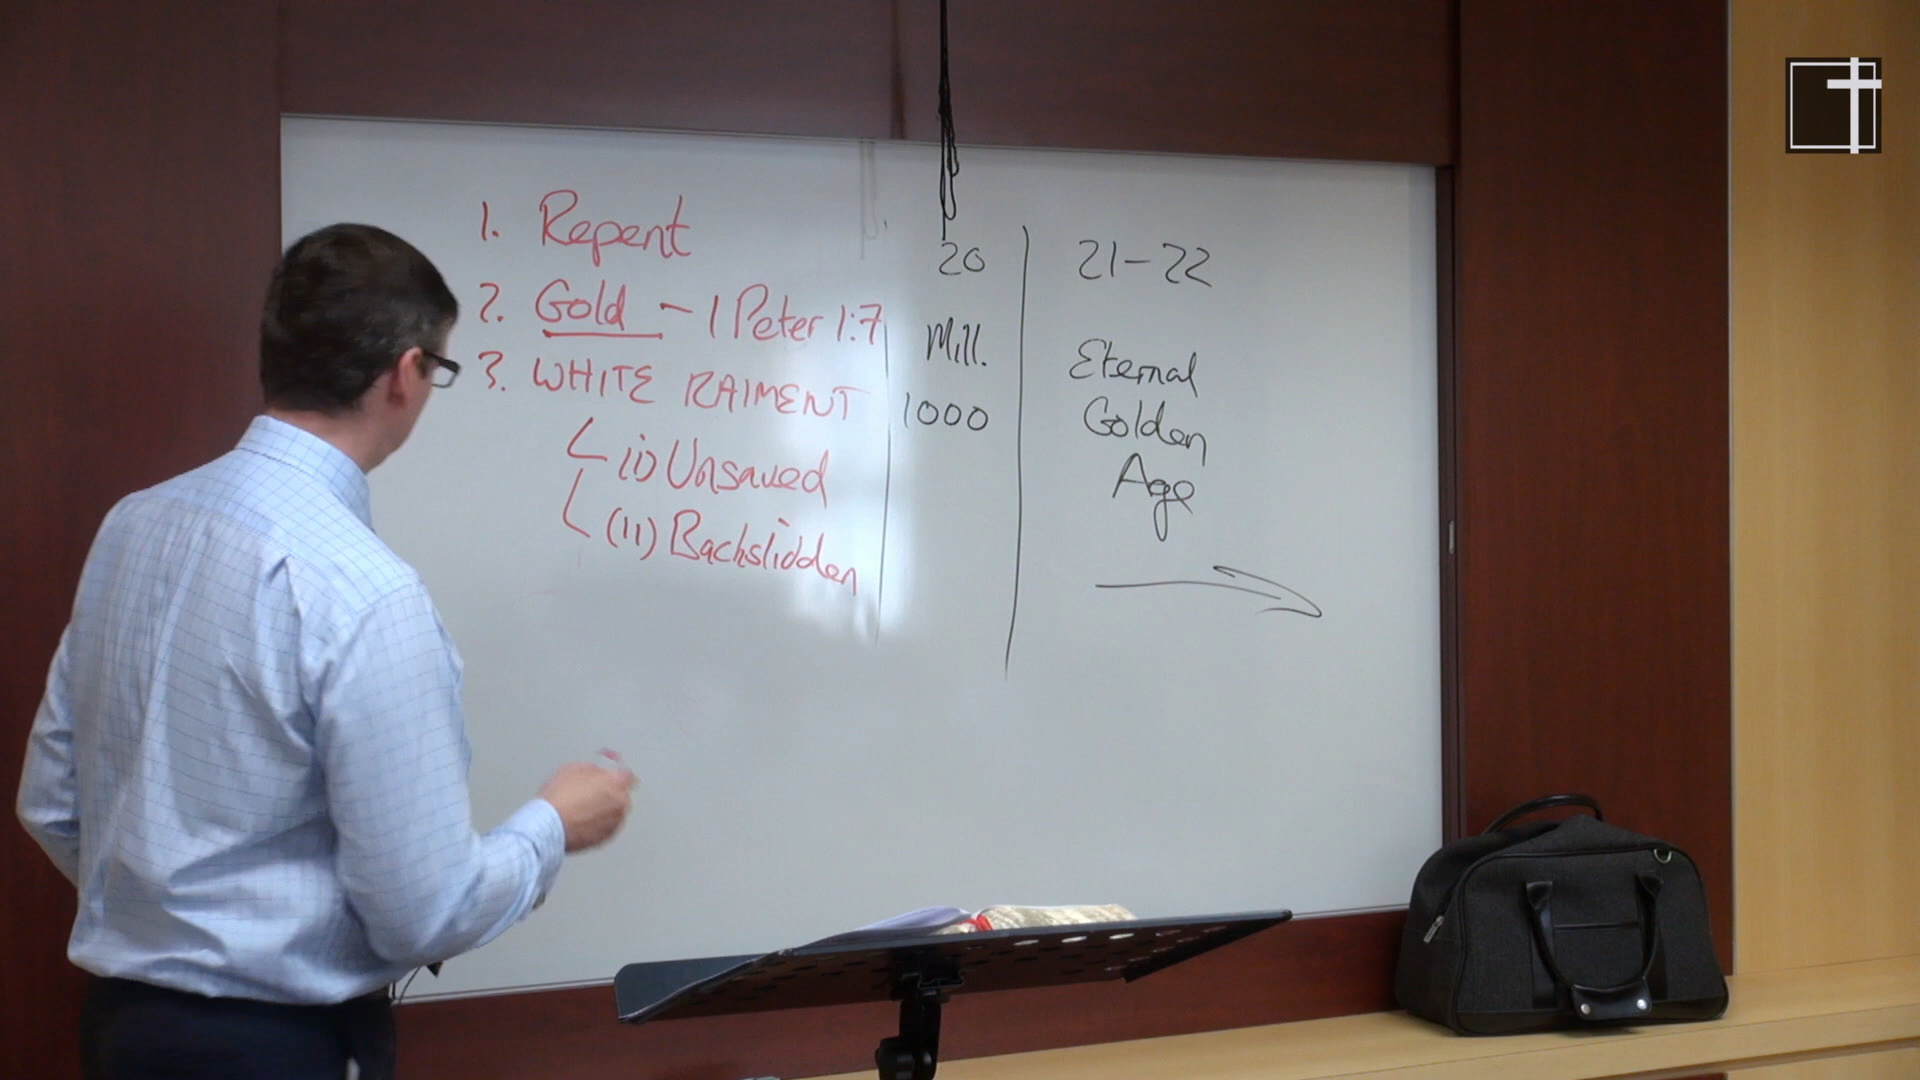 1. Repent
2. Gold - 1 Peter 1:7
3. WHITE RAIMENT
(i) Unsaved
(11) Backslidden
20
Mill.
1000
21-22
Eternal
Golden
Age